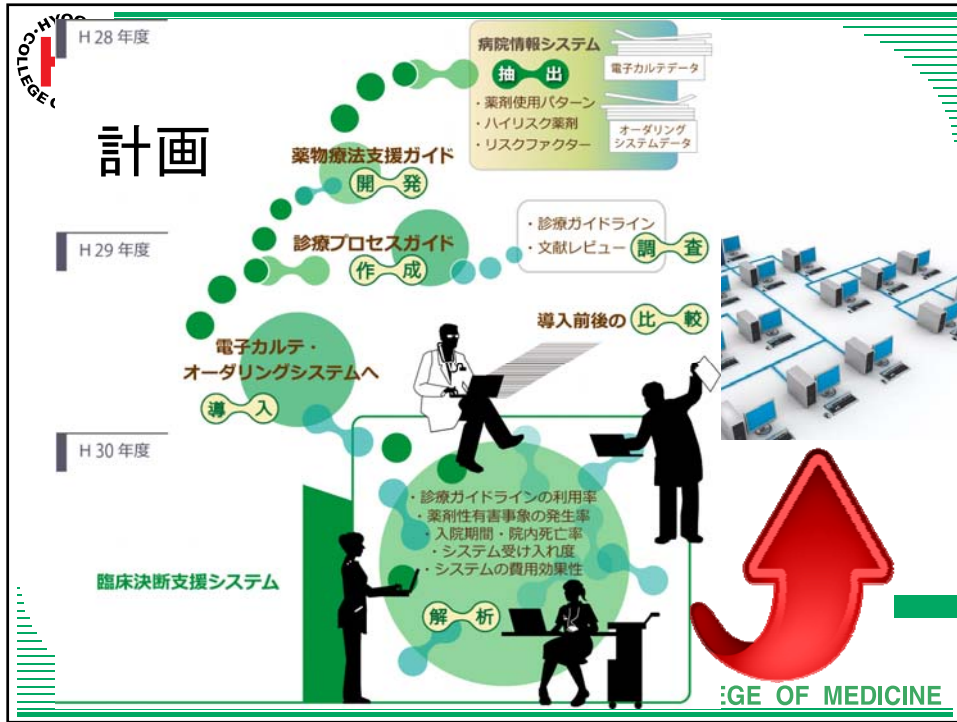 HYOG
COLLEGE
H 28 年度
計画
病院情報システム
抽 出
電子カルテデータ
・薬剤使用パターン
・ハイリスク薬剤
・リスクファクター
オーダリング
システムデータ
薬物療法支援ガイド
開 発
H 29 年度
診療プロセスガイド
作 成
・診療ガイドライン
・文献レビュー 調 査
導入前後の 比 較
電子カルテ・
オーダリングシステムへ
導 入
H 30 年度
・診療ガイドラインの利用率
・薬剤性有害事象の発生率
・入院期間・院内死亡率
・システム受け入れ度
・システムの費用効果性
解 析
臨床決断支援システム
EGE OF MEDICINE